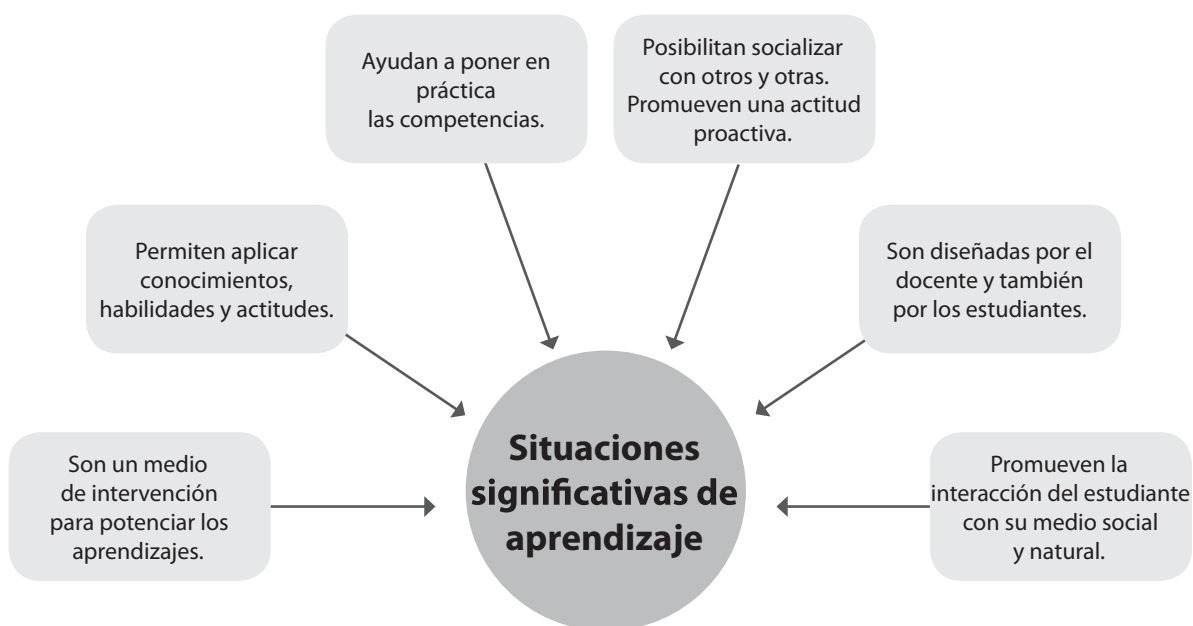 Ayudan a poner en
práctica
las competencias.
Posibilitan socializar
con otros y otras.
Promueven una actitud
proactiva.
Permiten aplicar
conocimientos,
habilidades y actitudes.
Son diseñadas por el
docente y también
por los estudiantes.
Son un medio
de intervención
para potenciar los
aprendizajes.
Situaciones
significativas de
aprendizaje
Promueven la
interacción del estudiante
con su medio social
y natural.